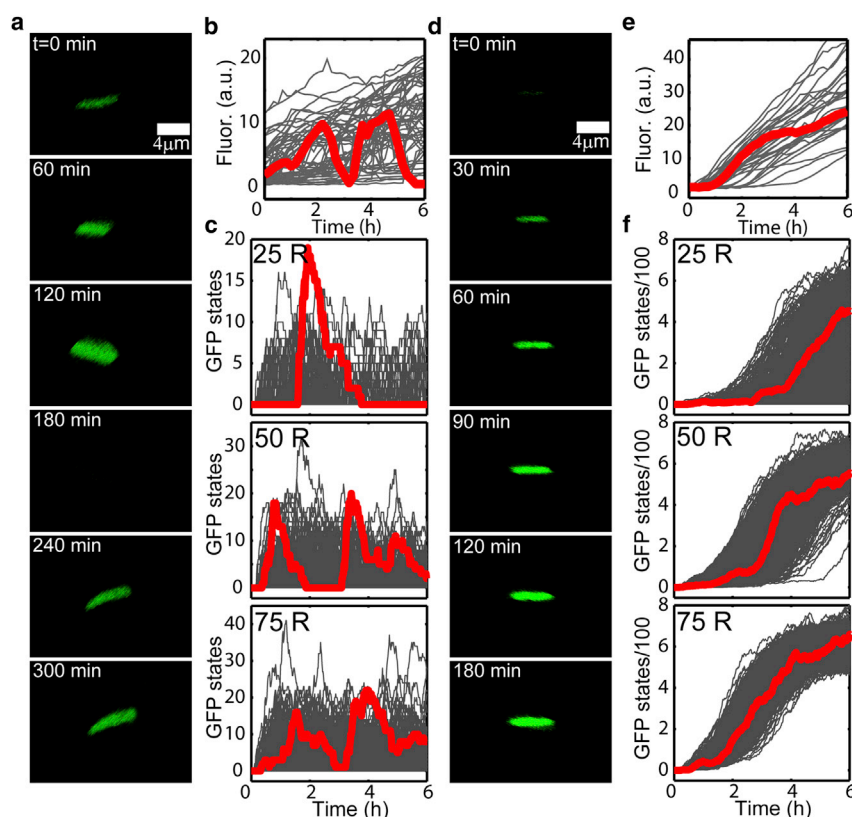 a
t=0 min
4μm
60 min
120 min
180 min
240 min
300 min
b
20
10
0
Fluor. (a.u.)
0 2 4 6
Time (h)
c
25 R
20
15
10
5
0
GFP states
50 R
30
20
10
0
GFP states
75 R
40
30
20
10
0
GFP states
0 2 4 6
Time (h)
d
t=0 min
4μm
30 min
60 min
90 min
120 min
180 min
e
40
30
20
10
0
Fluor. (a.u.)
0 2 4 6
Time (h)
f
25 R
8
6
4
2
0
GFP states/100
50 R
8
6
4
2
0
GFP states/100
75 R
8
6
4
2
0
GFP states/100
0 2 4 6
Time (h)